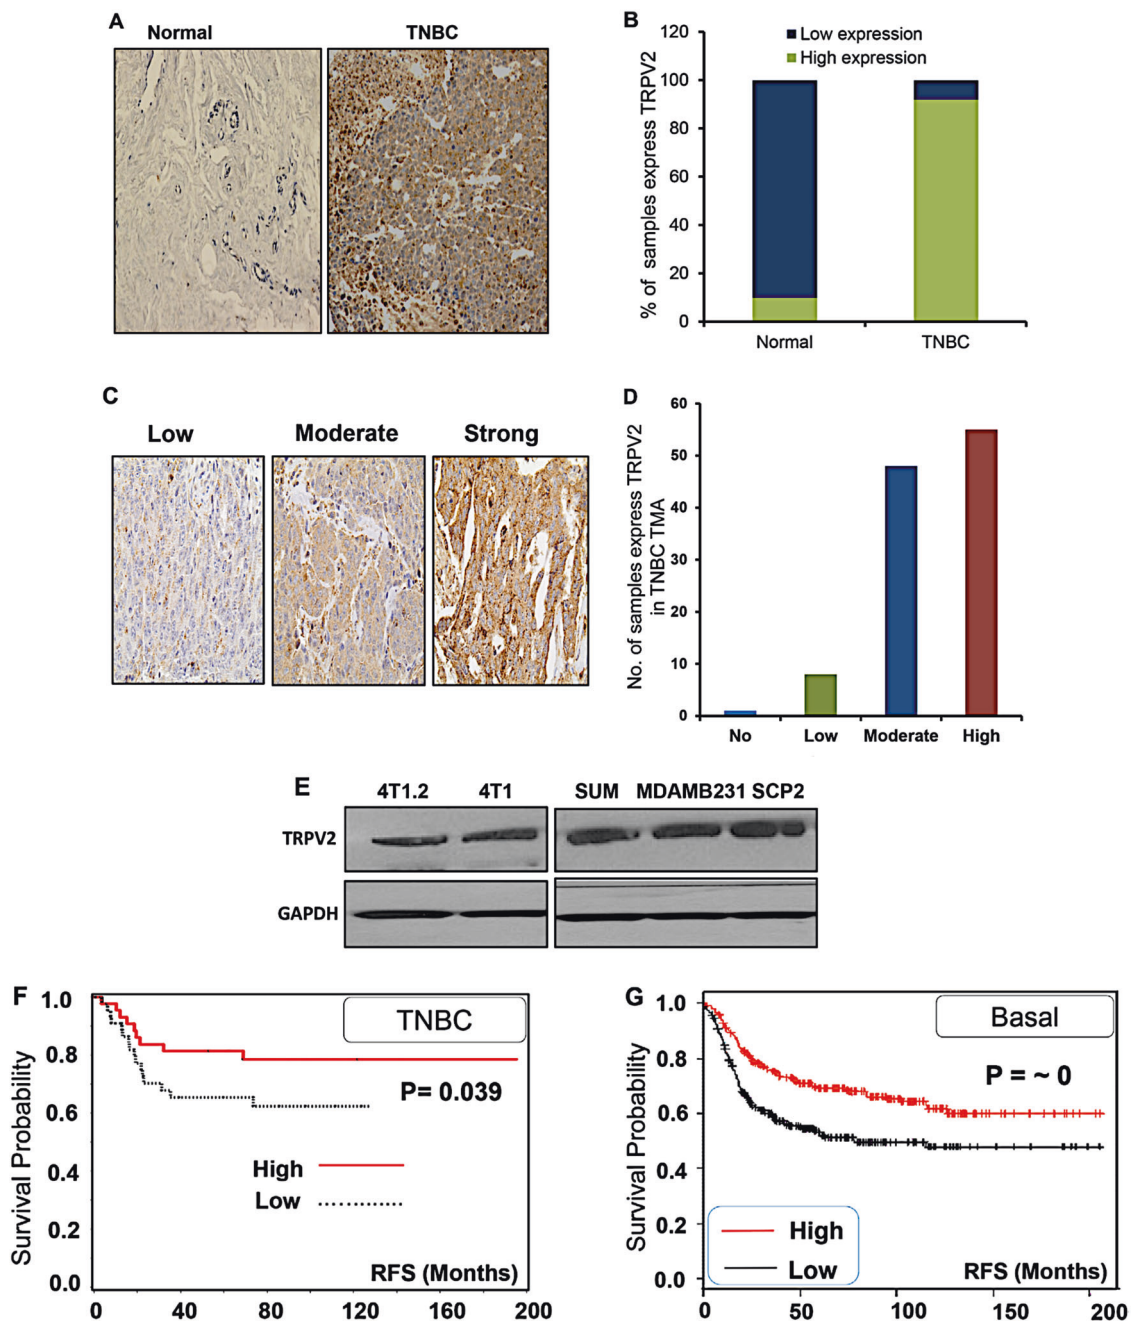 A
Normal
TNBC
B
Low expression
High expression
% of samples express TRPV2
120
100
80
60
40
20
0
Normal
TNBC
C
Low
Moderate
Strong
D
No. of samples express TRPV2
in TNBC TMA
60
50
40
30
20
10
0
No
Low
Moderate
High
E
4T1.2
4T1
SUM
MDAMB231
SCP2
TRPV2
GAPDH
F
TNBC
Survival Probability
1.0
0.8
0.6
0.4
0.2
0.0
P= 0.039
High
Low
RFS (Months)
0
40
80
120
160
200
G
Basal
Survival Probability
1.0
0.8
0.6
0.4
0.2
0.0
P = ~ 0
High
Low
RFS (Months)
0
50
100
150
200